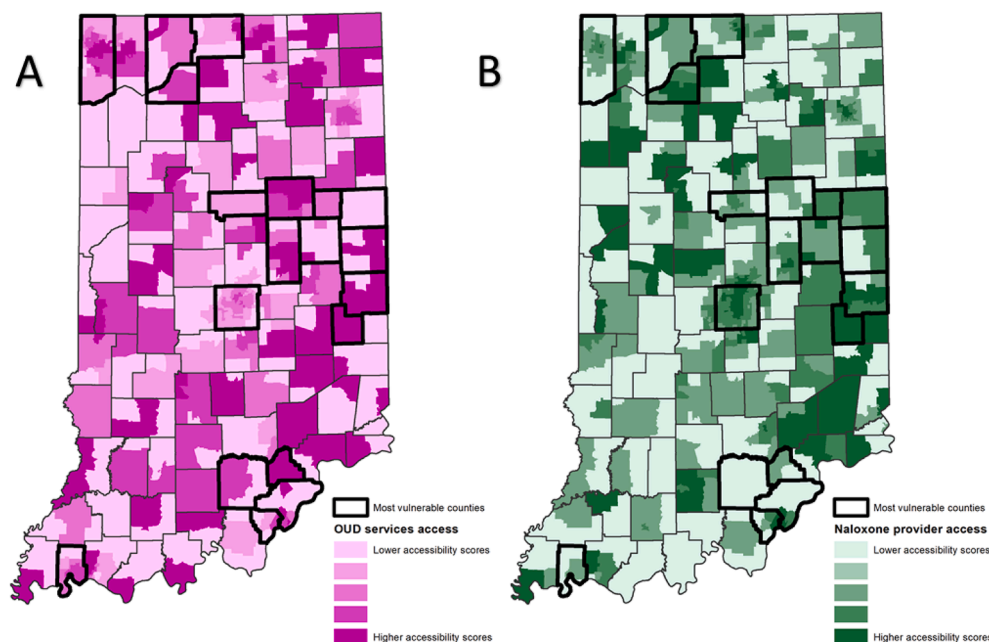 A
B
Most vulnerable counties
OUD services access
Lower accessibility scores
Higher accessibility scores
Most vulnerable counties
Naloxone provider access
Lower accessibility scores
Higher accessibility scores